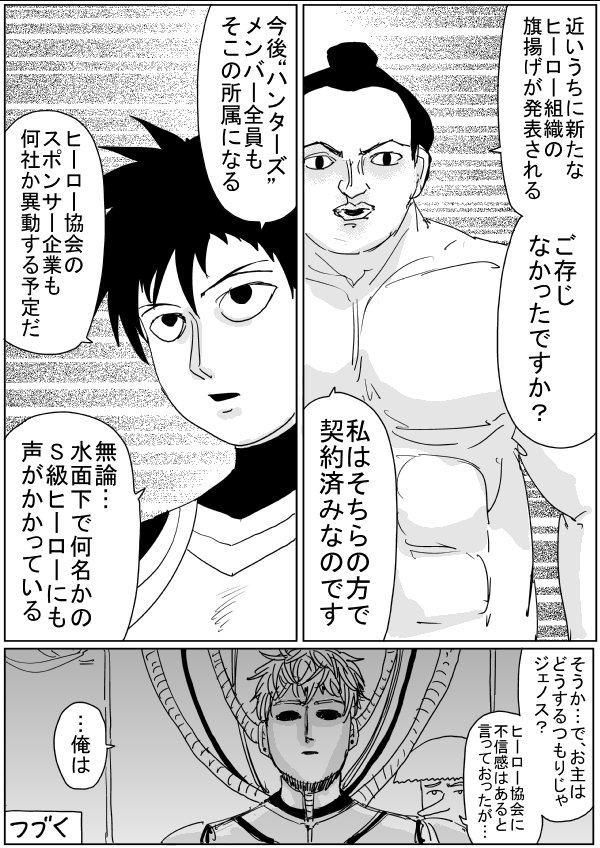 近いうちに新たな
ヒーロー組織の
旗揚げが発表される
ご存じ
なかったですか？
私はそちらの方で
契約済みなのです
今後“ハンターズ”
メンバー全員も
そこの所属になる
ヒーロー協会の
スポンサー企業も
何社か異動する予定だ
無論…
水面下で何名かの
Ｓ級ヒーローにも
声がかかっている
そうか…で、お主は
どうするつもりじゃ
ジェノス？
ヒーロー協会に
不信感はあると
言っておったが…
…俺は
つづく